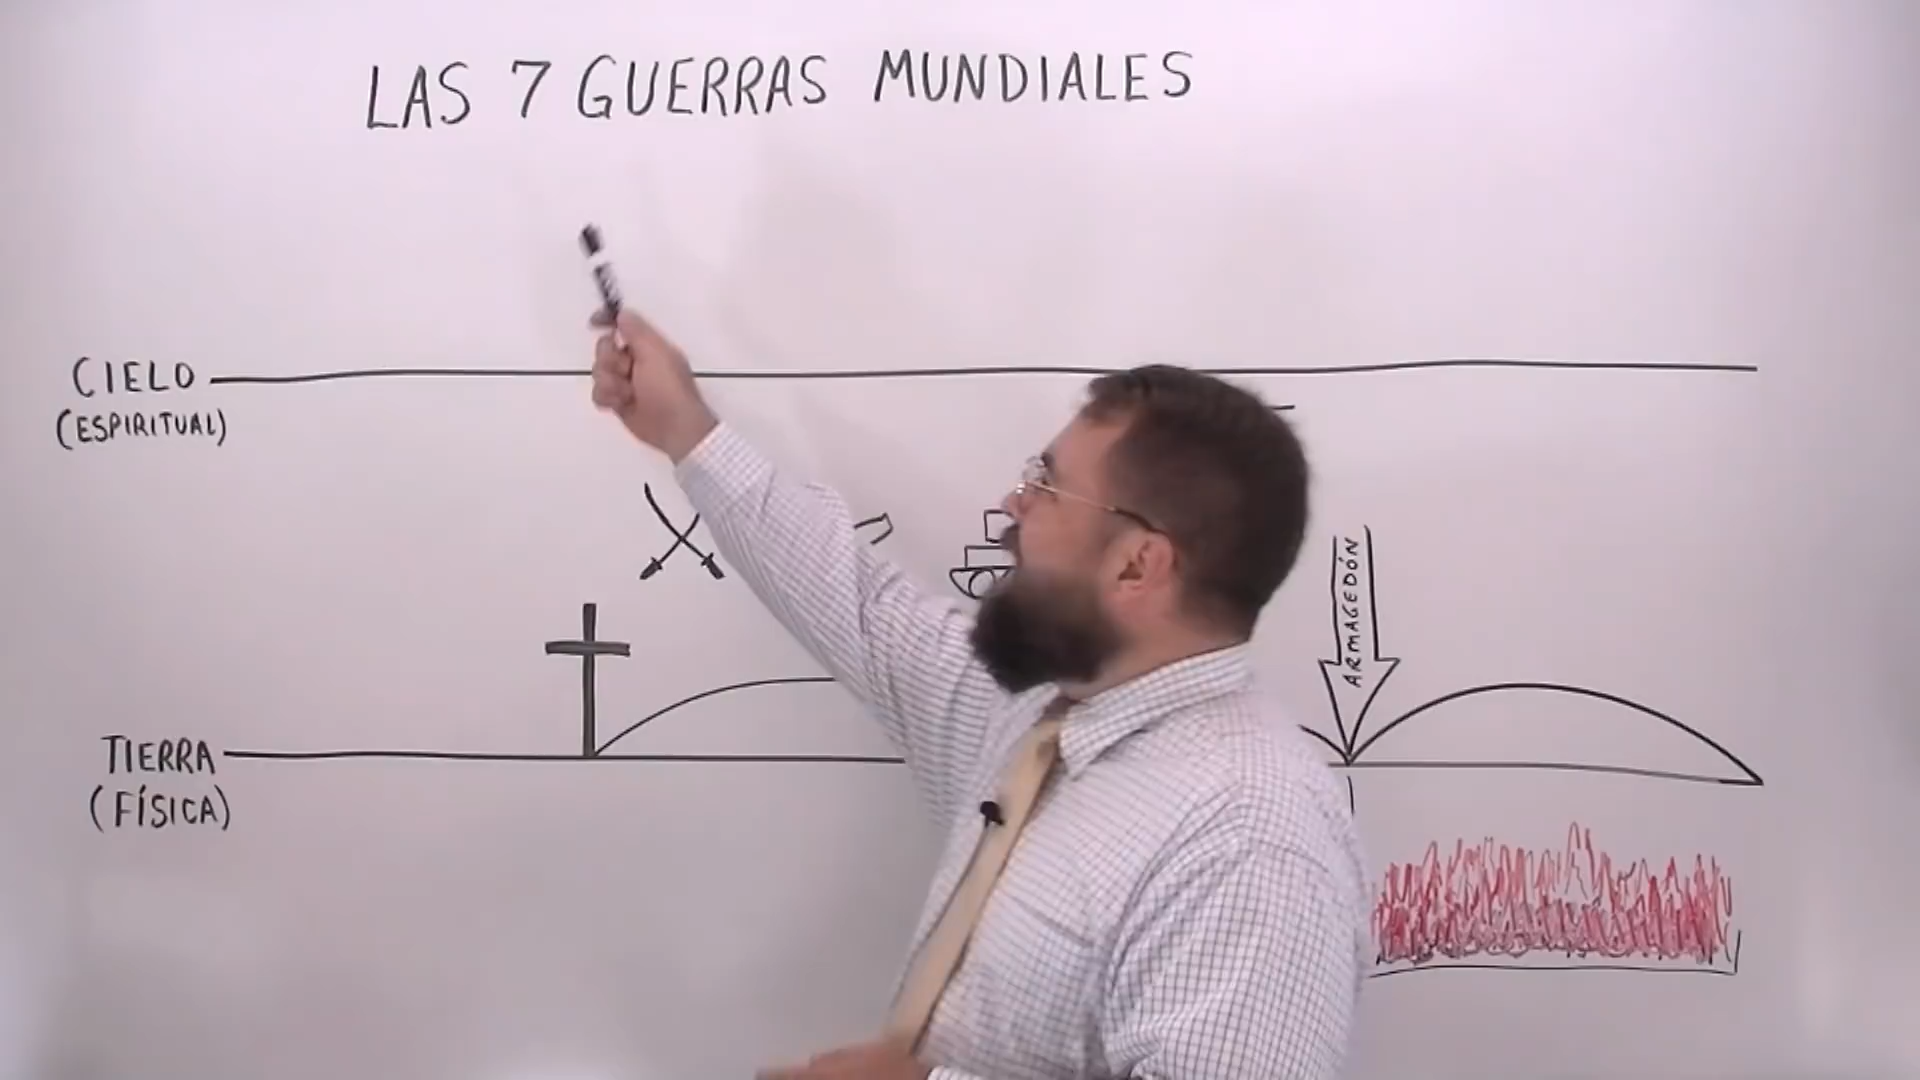 LAS 7 GUERRAS MUNDIALES
CIELO
(ESPIRITUAL)
ARMAGEDÓN
TIERRA
(FÍSICA)